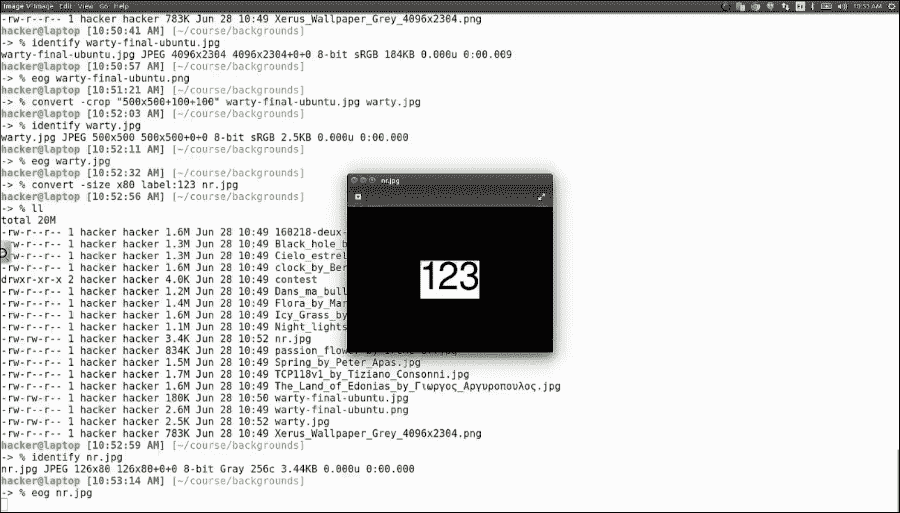 Image Viewer Image Edit View Go Help 10:53 AM
-rw-r--r-- 1 hacker hacker 783K Jun 28 10:49 Xerus_Wallpaper_Grey_4096x2304.png
hacker@laptop [10:50:41 AM] [~/course/backgrounds]
-> % identify warty-final-ubuntu.jpg
warty-final-ubuntu.jpg JPEG 4096x2304 4096x2304+0+0 8-bit sRGB 184KB 0.000u 0:00.009
hacker@laptop [10:50:57 AM] [~/course/backgrounds]
-> % eog warty-final-ubuntu.png
hacker@laptop [10:51:21 AM] [~/course/backgrounds]
-> % convert -crop "500x500+100+100" warty-final-ubuntu.jpg warty.jpg
hacker@laptop [10:52:03 AM] [~/course/backgrounds]
-> % identify warty.jpg
warty.jpg JPEG 500x500 500x500+0+0 8-bit sRGB 2.5KB 0.000u 0:00.000
hacker@laptop [10:52:11 AM] [~/course/backgrounds]
-> % eog warty.jpg
hacker@laptop [10:52:32 AM] [~/course/backgrounds]
-> % convert -size x80 label:123 nr.jpg
hacker@laptop [10:52:56 AM] [~/course/backgrounds]
-> % ll
total 20M
-rw-r--r-- 1 hacker hacker 1.6M Jun 28 10:49 160218-deux-
-rw-r--r-- 1 hacker hacker 1.3M Jun 28 10:49 Black_hole_b
-rw-r--r-- 1 hacker hacker 1.3M Jun 28 10:49 Cielo_estrel
-rw-r--r-- 1 hacker hacker 1.6M Jun 28 10:49 clock_by_Ber
drwxr-xr-x 2 hacker hacker 4.0K Jun 28 10:49 contest
-rw-r--r-- 1 hacker hacker 1.2M Jun 28 10:49 Dans_ma_bull
-rw-r--r-- 1 hacker hacker 1.4M Jun 28 10:49 Flora_by_Mar
-rw-r--r-- 1 hacker hacker 1.6M Jun 28 10:49 Icy_Grass_by
-rw-r--r-- 1 hacker hacker 1.1M Jun 28 10:49 Night_lights
-rw-rw-r-- 1 hacker hacker 3.4K Jun 28 10:52 nr.jpg
-rw-r--r-- 1 hacker hacker 834K Jun 28 10:49
-rw-r--r-- 1 hacker hacker 1.5M Jun 28 10:49 Spring_by_Peter_Apas.jpg
-rw-r--r-- 1 hacker hacker 1.7M Jun 28 10:49 TCP118v1_by_Tiziano_Consonni.jpg
-rw-r--r-- 1 hacker hacker 1.6M Jun 28 10:49 The_Land_of_Edonias_by_Γιωργος_Αργυροπουλος.jpg
-rw-rw-r-- 1 hacker hacker 180K Jun 28 10:50 warty-final-ubuntu.jpg
-rw-r--r-- 1 hacker hacker 2.6M Jun 28 10:49 warty-final-ubuntu.png
-rw-rw-r-- 1 hacker hacker 2.5K Jun 28 10:52 warty.jpg
-rw-r--r-- 1 hacker hacker 783K Jun 28 10:49 Xerus_Wallpaper_Grey_4096x2304.png
hacker@laptop [10:52:59 AM] [~/course/backgrounds]
-> % identify nr.jpg
nr.jpg JPEG 126x80 126x80+0+0 8-bit Gray 256c 3.44KB 0.000u 0:00.000
hacker@laptop [10:53:14 AM] [~/course/backgrounds]
-> % eog nr.jpg
nr.jpg
123